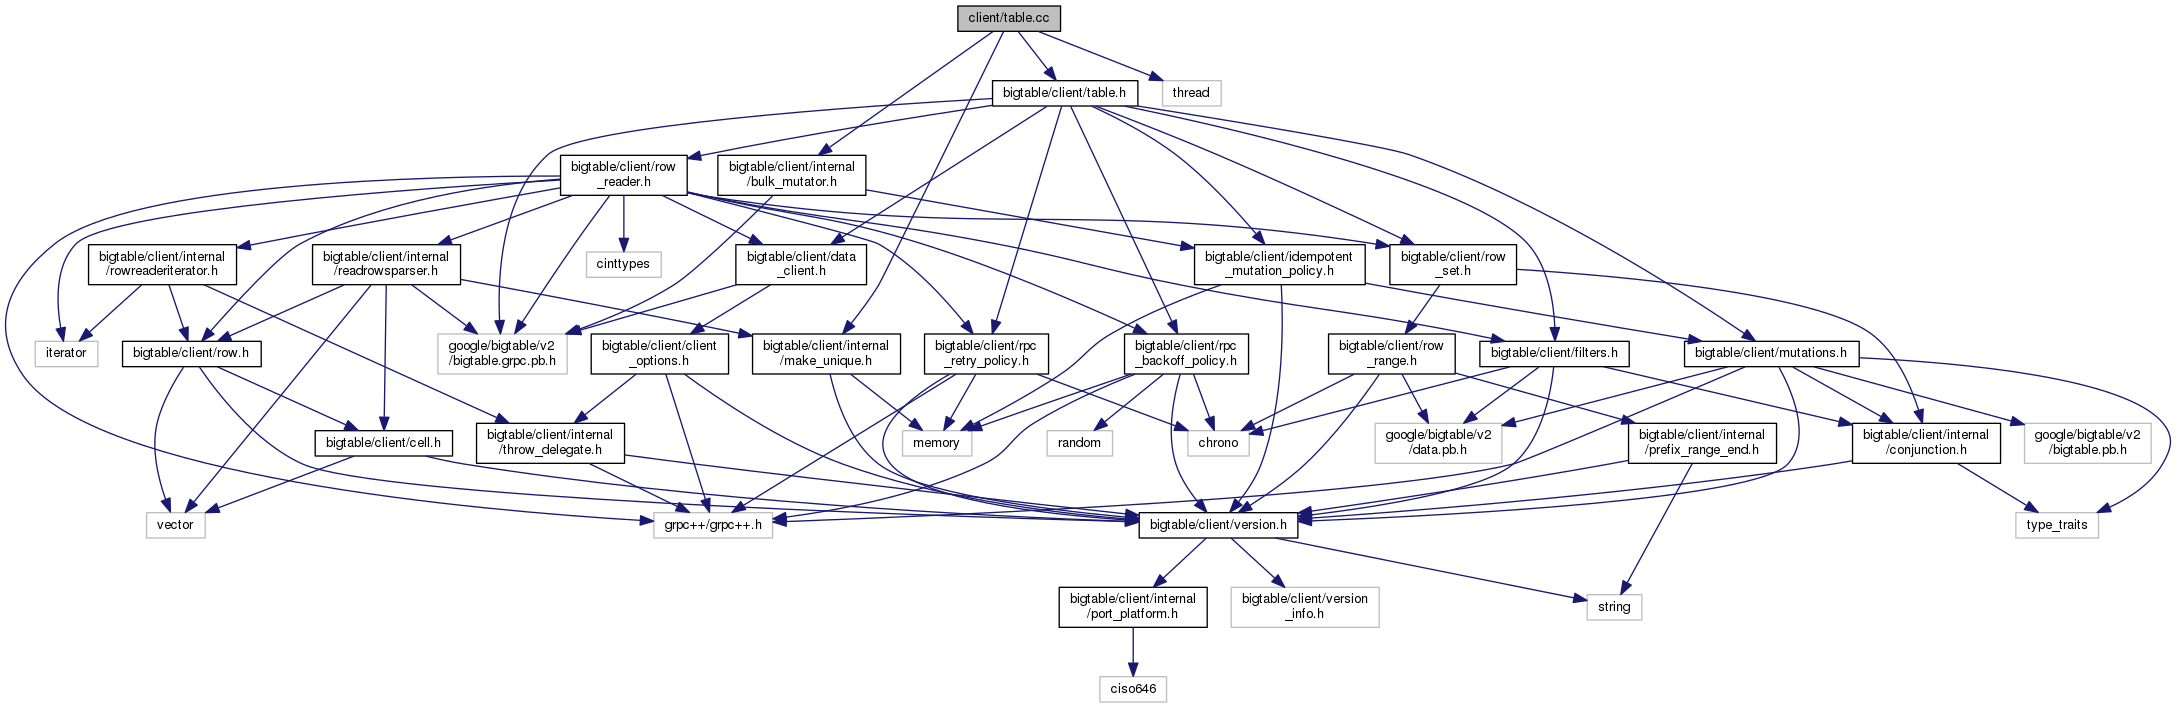 client/table.cc
bigtable/client/table.h
thread
bigtable/client/row
_reader.h
bigtable/client/internal
/bulk_mutator.h
bigtable/client/internal
/rowreaderiterator.h
bigtable/client/internal
/readrowsparser.h
cinttypes
bigtable/client/data
_client.h
bigtable/client/idempotent
_mutation_policy.h
bigtable/client/row
_set.h
iterator
bigtable/client/row.h
google/bigtable/v2
/bigtable.grpc.pb.h
bigtable/client/client
_options.h
bigtable/client/internal
/make_unique.h
bigtable/client/rpc
_retry_policy.h
bigtable/client/rpc
_backoff_policy.h
bigtable/client/row
_range.h
bigtable/client/filters.h
bigtable/client/mutations.h
bigtable/client/cell.h
bigtable/client/internal
/throw_delegate.h
memory
random
chrono
google/bigtable/v2
/data.pb.h
bigtable/client/internal
/prefix_range_end.h
bigtable/client/internal
/conjunction.h
google/bigtable/v2
/bigtable.pb.h
vector
grpc++/grpc++.h
bigtable/client/version.h
type_traits
bigtable/client/internal
/port_platform.h
bigtable/client/version
_info.h
string
ciso646